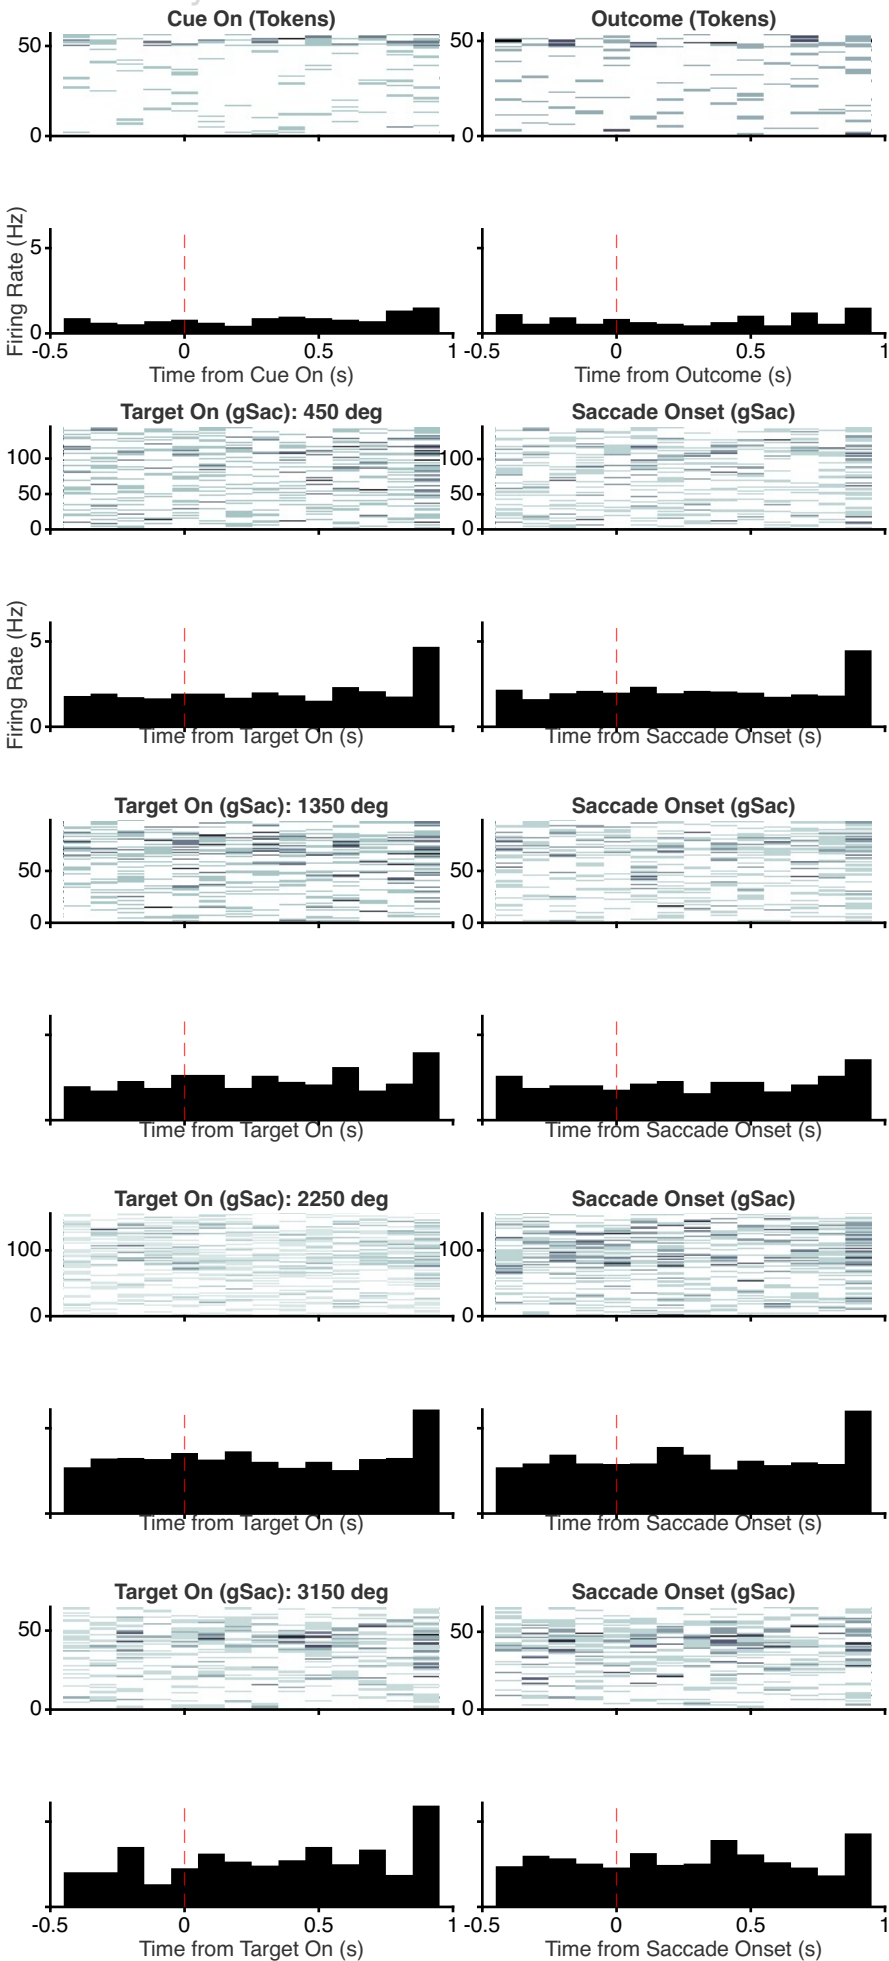 Cue On (Tokens)
Outcome (Tokens)
50
0
50
0
Firing Rate (Hz)
5
0
-0.5 0 0.5 1
Time from Cue On (s)
-0.5 0 0.5 1
Time from Outcome (s)
Target On (gSac): 450 deg
Saccade Onset (gSac)
100
50
0
100
50
0
Firing Rate (Hz)
5
0
Time from Target On (s)
Time from Saccade Onset (s)
Target On (gSac): 1350 deg
Saccade Onset (gSac)
50
0
50
0
Time from Target On (s)
Time from Saccade Onset (s)
Target On (gSac): 2250 deg
Saccade Onset (gSac)
100
0
100
0
Time from Target On (s)
Time from Saccade Onset (s)
Target On (gSac): 3150 deg
Saccade Onset (gSac)
50
0
50
0
-0.5 0 0.5 1
Time from Target On (s)
-0.5 0 0.5 1
Time from Saccade Onset (s)